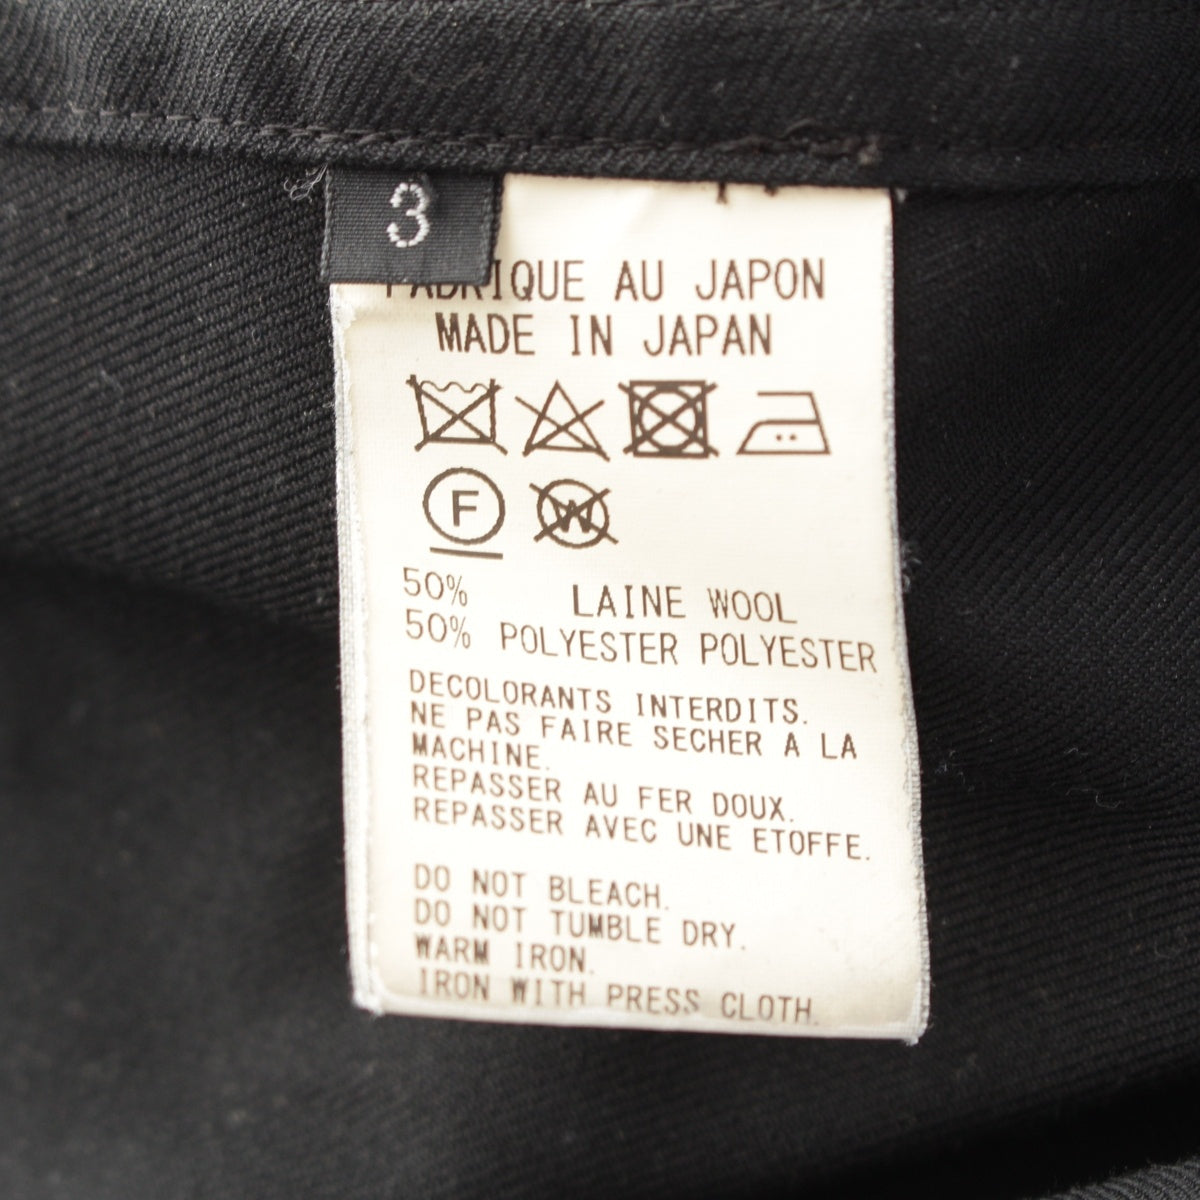 3
FABRIQUE AU JAPON
MADE IN JAPAN
F W
50% LAINE WOOL
50% POLYESTER POLYESTER
DECOLORANTS INTERDITS.
NE PAS FAIRE SECHER A LA
MACHINE.
REPASSER AU FER DOUX.
REPASSER AVEC UNE ETOFFE.
DO NOT BLEACH.
DO NOT TUMBLE DRY.
WARM IRON.
IRON WITH PRESS CLOTH.